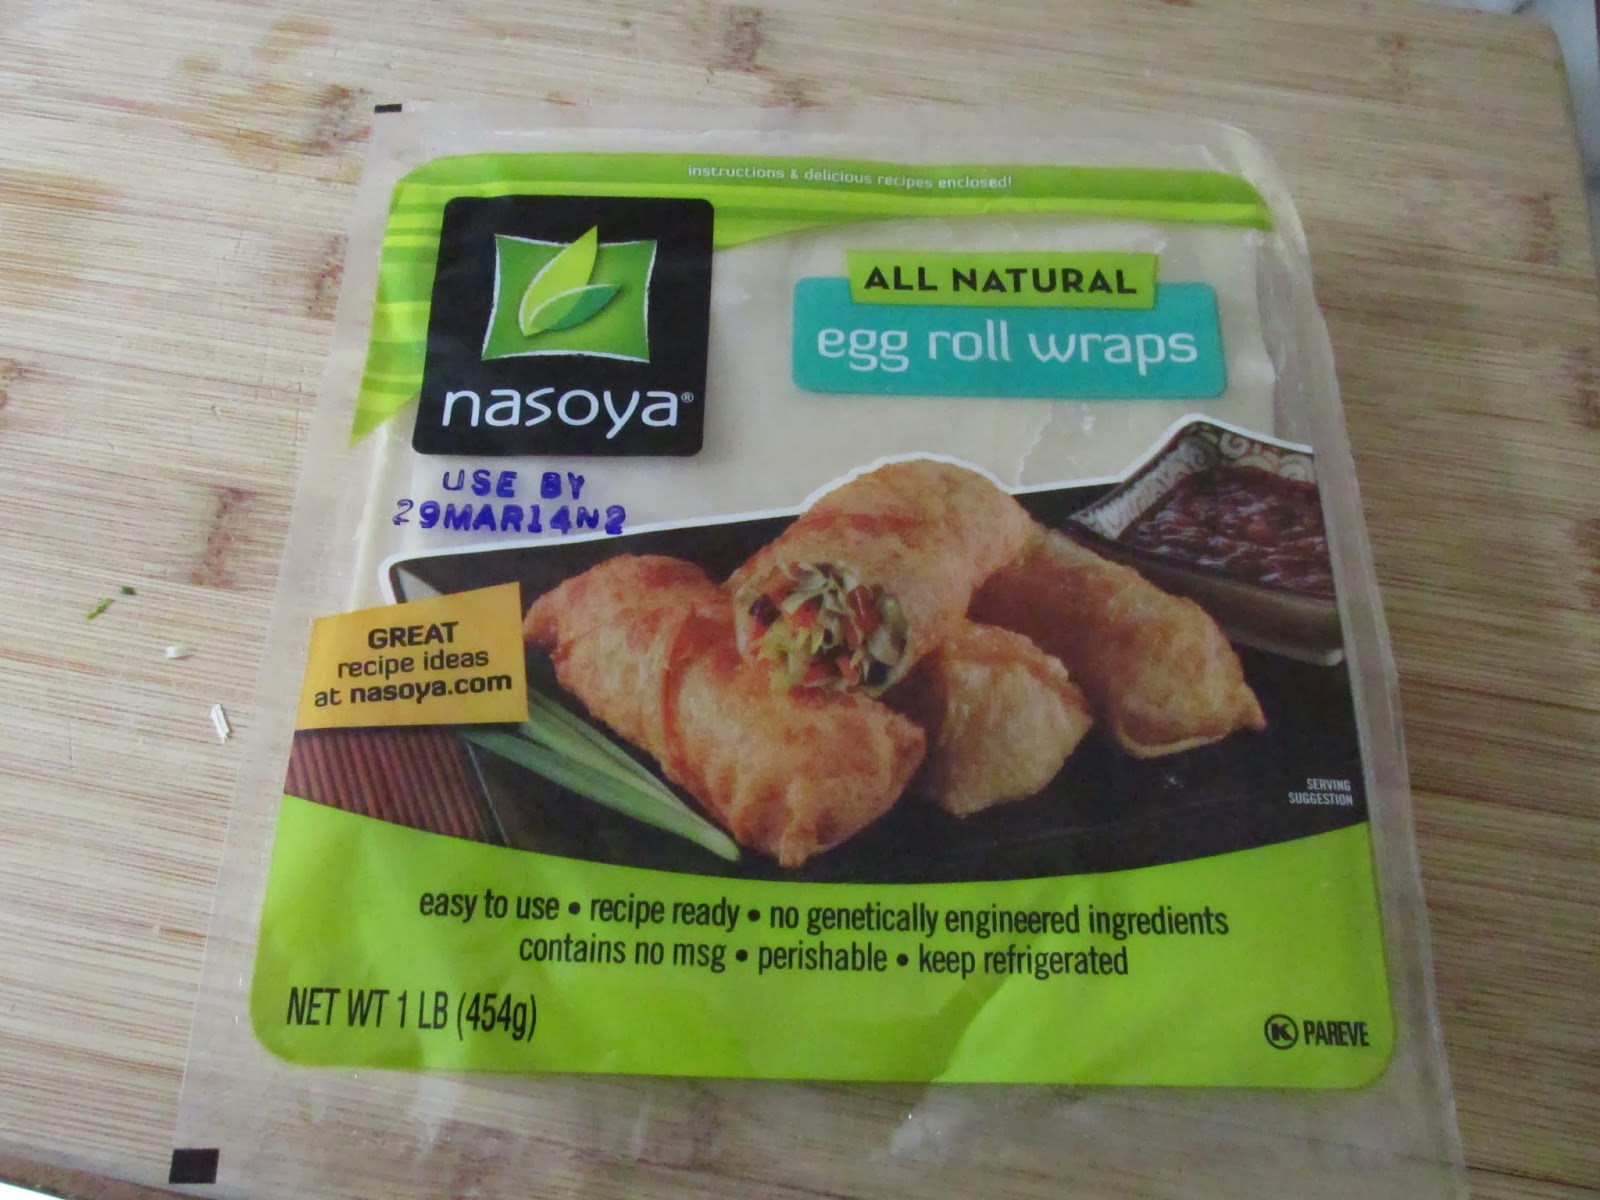 instructions & delicious recipes enclosed!
nasoya®
ALL NATURAL
egg roll wraps
USE BY
29MAR14N2
GREAT
recipe ideas
at nasoya.com
SERVING
SUGGESTION
easy to use • recipe ready • no genetically engineered ingredients
contains no msg • perishable • keep refrigerated
NET WT 1 LB (454g)
K PAREVE